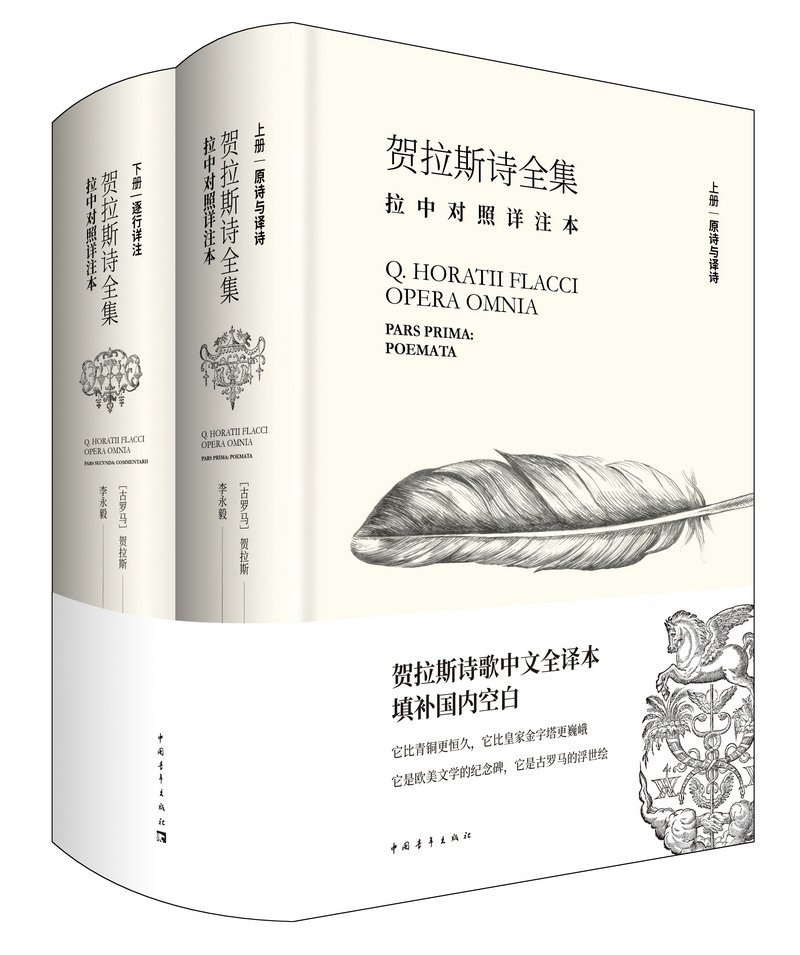 下册 | 逐行详注
贺拉斯诗全集
拉中对照详注本
Q. HORATII FLACCI
OPERA OMNIA
PARS SECUNDA: COMMENTARII
[古罗马] 贺拉斯
李永毅
中国青年出版社
上册 | 原诗与译诗
贺拉斯诗全集
拉中对照详注本
Q. HORATII FLACCI
OPERA OMNIA
PARS PRIMA: POEMATA
[古罗马] 贺拉斯
李永毅
贺拉斯诗全集
拉中对照详注本
上册 | 原诗与译诗
Q. HORATII FLACCI
OPERA OMNIA
PARS PRIMA:
POEMATA
贺拉斯诗歌中文全译本
填补国内空白
它比青铜更恒久，它比皇家金字塔更巍峨
它是欧美文学的纪念碑，它是古罗马的浮世绘
中国青年出版社